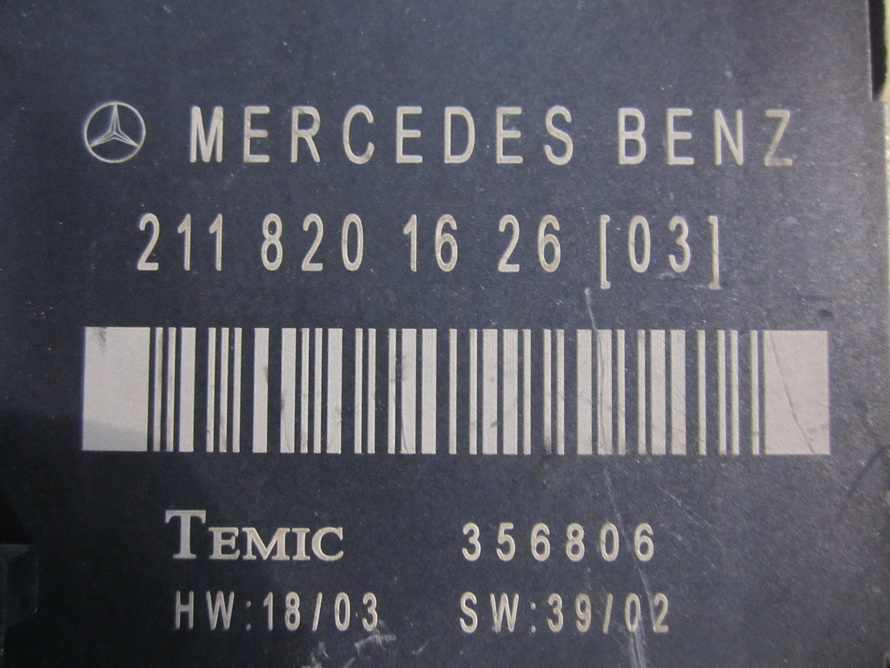 MERCEDES BENZ
211 820 16 26 [03]
TEMIC 356806
HW:18/03 SW:39/02